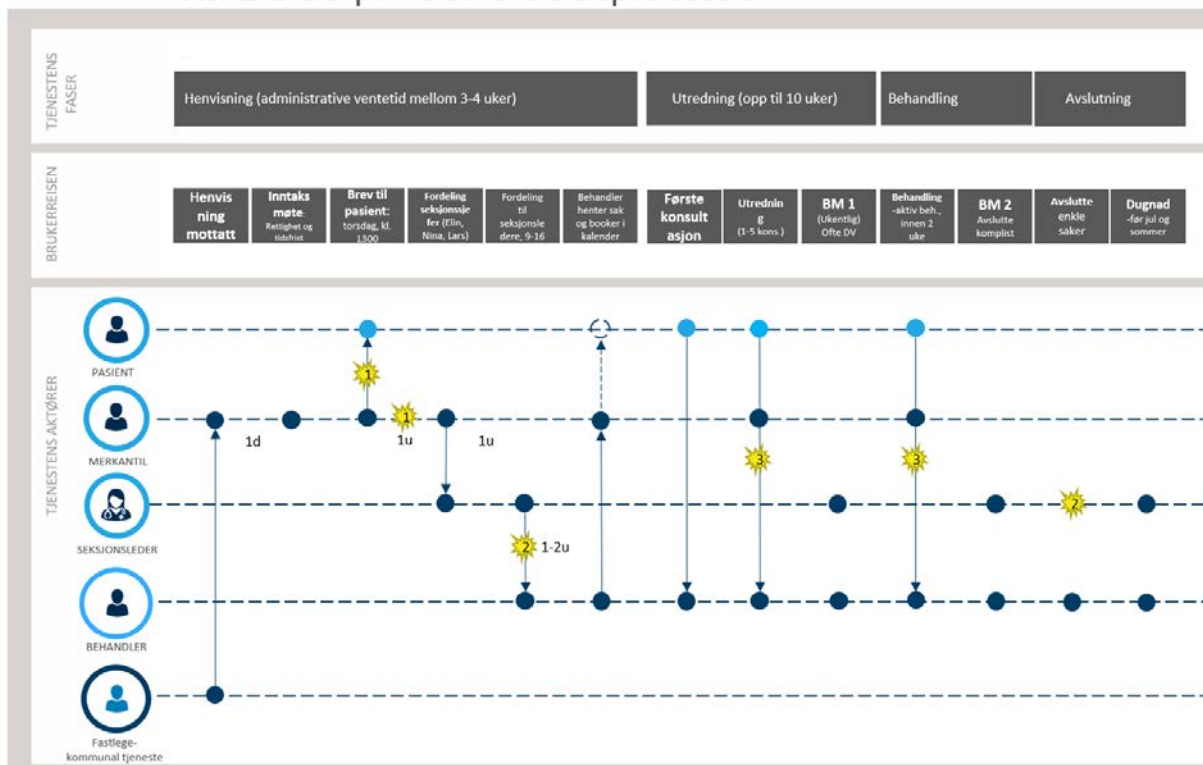 TJENESTENS
FASER
Henvisning (administrative ventetid mellom 3-4 uker)
Utredning (opp til 10 uker)
Behandling
Avslutning
BRUKERREISEN
Henvis
ning
mottatt
Inntaks
møte:
Rettighet og
tidsfrist
Brev til
pasient:
torsdag, kl.
1300
Fordeling
seksjonssje
fer (Elin,
Nina, Lars)
Fordeling
til
seksjonsle
dere, 9-16
Behandler
henter sak
og booker i
kalender
Første
konsult
asjon
Utrednin
g
(1-5 kons.)
BM 1
(Ukentlig)
Ofte DV
Behandling
-aktiv beh.,
innen 2
uke
BM 2
Avslutte
komplist
Avslutte
enkle
saker
Dugnad
-før jul og
sommer
TJENESTENS AKTØRER
PASIENT
1
MERKANTIL
1
1d
1u
1u
3
3
SEKSJONSLEDER
2
2
1-2u
BEHANDLER
Fastlege-
kommunal tjeneste